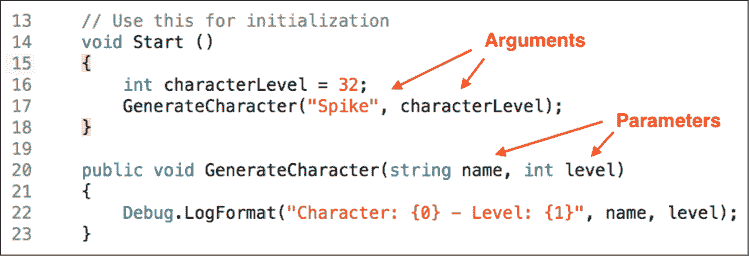 13 // Use this for initialization
14 void Start ()
Arguments
15 {
16 int characterLevel = 32;
17 GenerateCharacter("Spike", characterLevel);
18 }
Parameters
19
20 public void GenerateCharacter(string name, int level)
21 {
22 Debug.LogFormat("Character: {0} – Level: {1}", name, level);
23 }